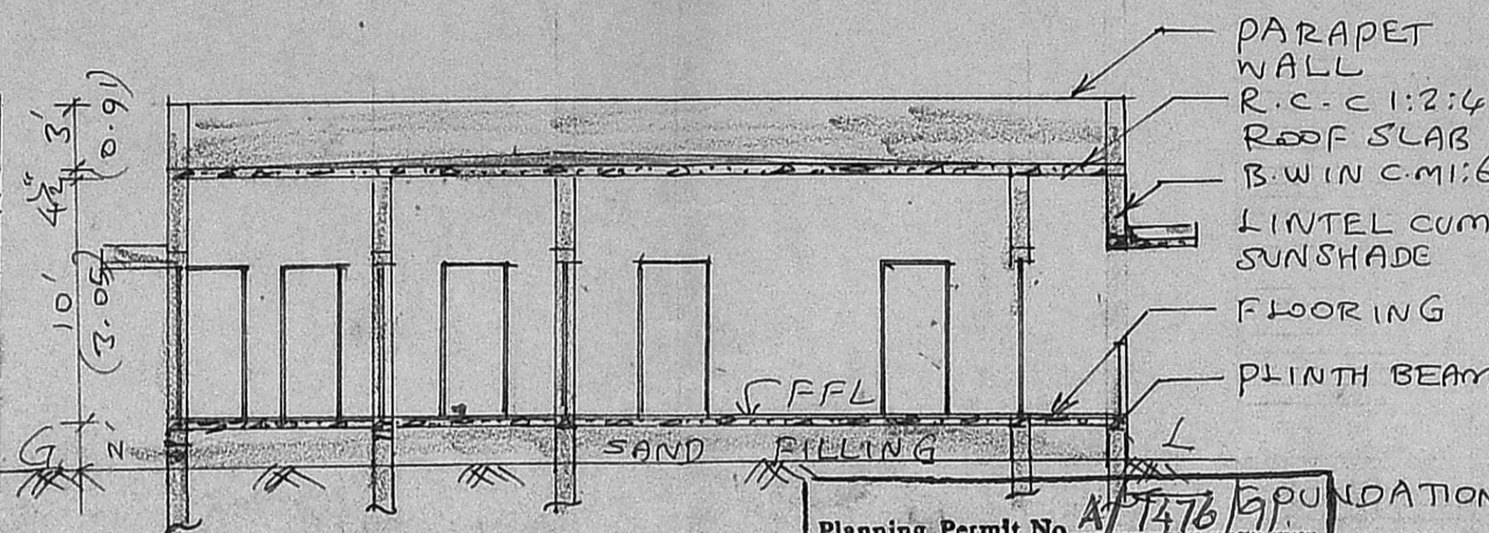 PARAPET
WALL
R.C.C 1:2:4
ROOF SLAB
B.W IN C.M 1:6
LINTEL CUM
SUNSHADE
FLOORING
PLINTH BEAM
3'
(0.91)
4½"
10'
(3.05)
2'
FFL
SAND FILLING
G
L
FOUNDATION
Planning Permit No